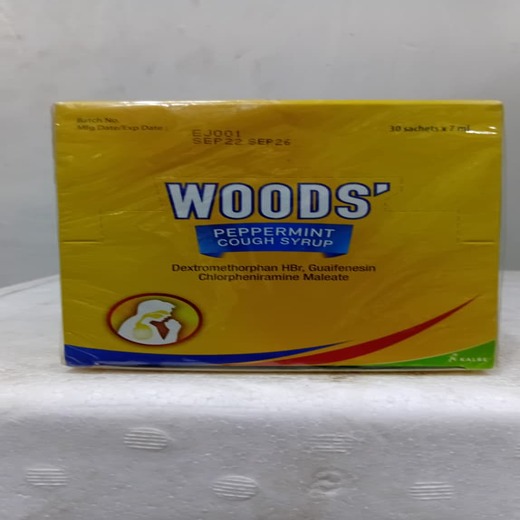 Batch No.
Mfg Date/Exp Date :
EJ001
SEP22 SEP26
30 sachets x 7 ml
WOODS'
PEPPERMINT
COUGH SYRUP
Dextromethorphan HBr, Guaifenesin
Chlorpheniramine Maleate
KALBE